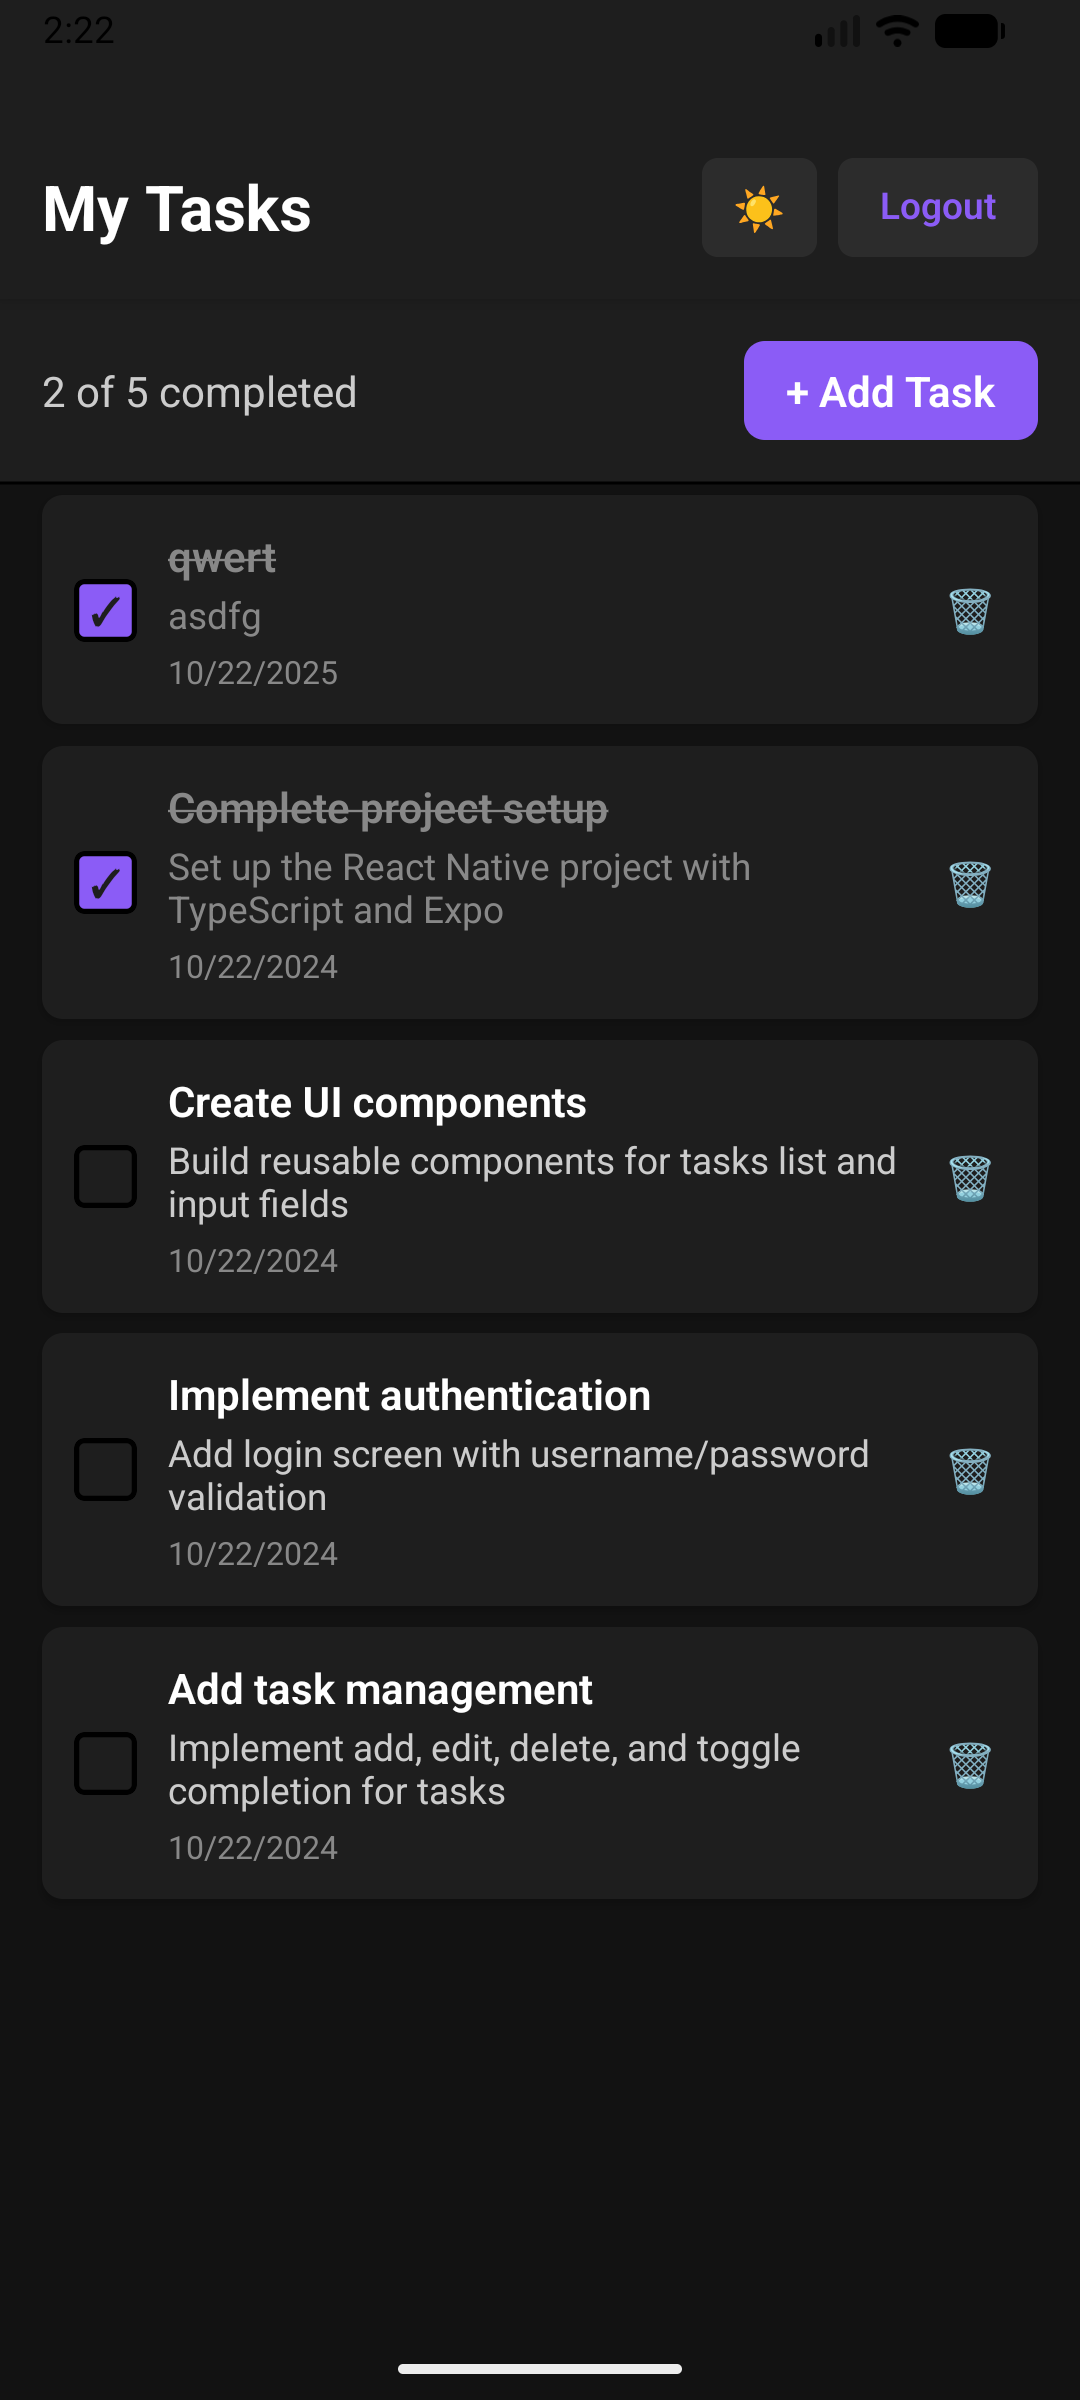 2:22
My Tasks
Logout
2 of 5 completed
+ Add Task
qwert
asdfg
10/22/2025
Complete project setup
Set up the React Native project with
TypeScript and Expo
10/22/2024
Create UI components
Build reusable components for tasks list and
input fields
10/22/2024
Implement authentication
Add login screen with username/password
validation
10/22/2024
Add task management
Implement add, edit, delete, and toggle
completion for tasks
10/22/2024